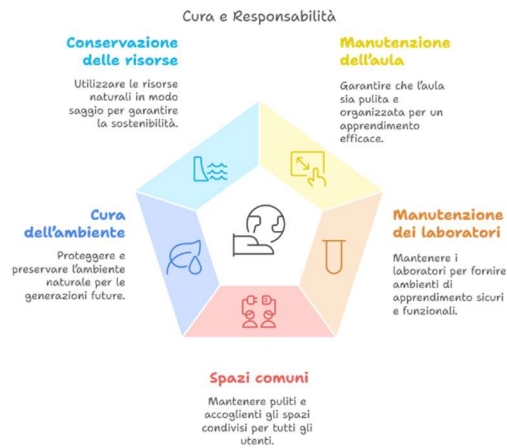 Cura e Responsabilità
Conservazione
delle risorse
Utilizzare le risorse
naturali in modo
saggio per garantire
la sostenibilità.
Manutenzione
dell'aula
Garantire che l'aula
sia pulita e
organizzata per un
apprendimento
efficace.
Cura
dell'ambiente
Proteggere e
preservare l'ambiente
naturale per le
generazioni future.
Manutenzione
dei laboratori
Mantenere i
laboratori per fornire
ambienti di
apprendimento sicuri
e funzionali.
Spazi comuni
Mantenere puliti e
accoglienti gli spazi
condivisi per tutti gli
utenti.